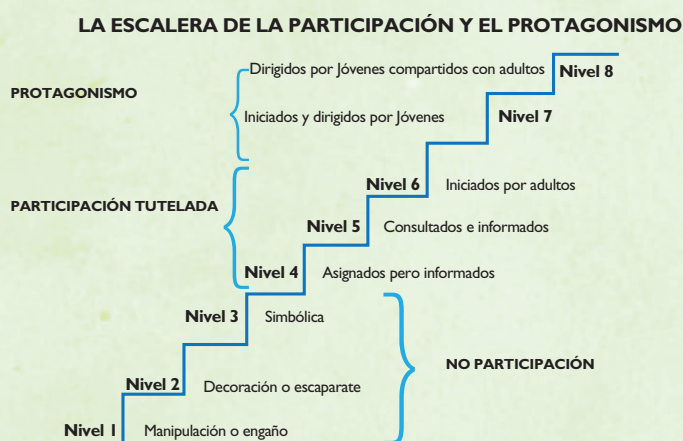 LA ESCALERA DE LA PARTICIPACIÓN Y EL PROTAGONISMO
Dirigidos por Jóvenes compartidos con adultos Nivel 8
PROTAGONISMO
Iniciados y dirigidos por Jóvenes Nivel 7
Nivel 6 Iniciados por adultos
PARTICIPACIÓN TUTELADA
Nivel 5 Consultados e informados
Nivel 4 Asignados pero informados
Nivel 3 Simbólica
NO PARTICIPACIÓN
Nivel 2 Decoración o escaparate
Nivel 1 Manipulación o engaño